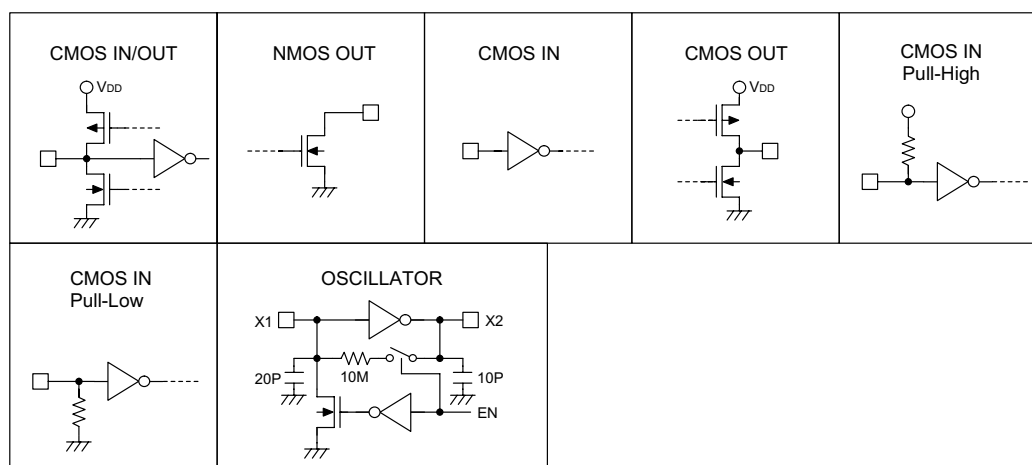 CMOS IN/OUT
VDD
NMOS OUT
CMOS IN
CMOS OUT
VDD
CMOS IN
Pull-High
CMOS IN
Pull-Low
OSCILLATOR
X1
X2
20P
10M
10P
EN